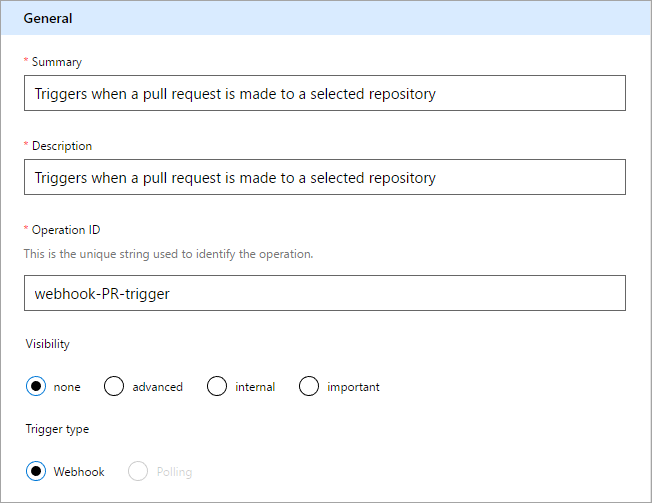 General
* Summary
Triggers when a pull request is made to a selected repository
* Description
Triggers when a pull request is made to a selected repository
* Operation ID
This is the unique string used to identify the operation.
webhook-PR-trigger
Visibility
none advanced internal important
Trigger type
Webhook Polling